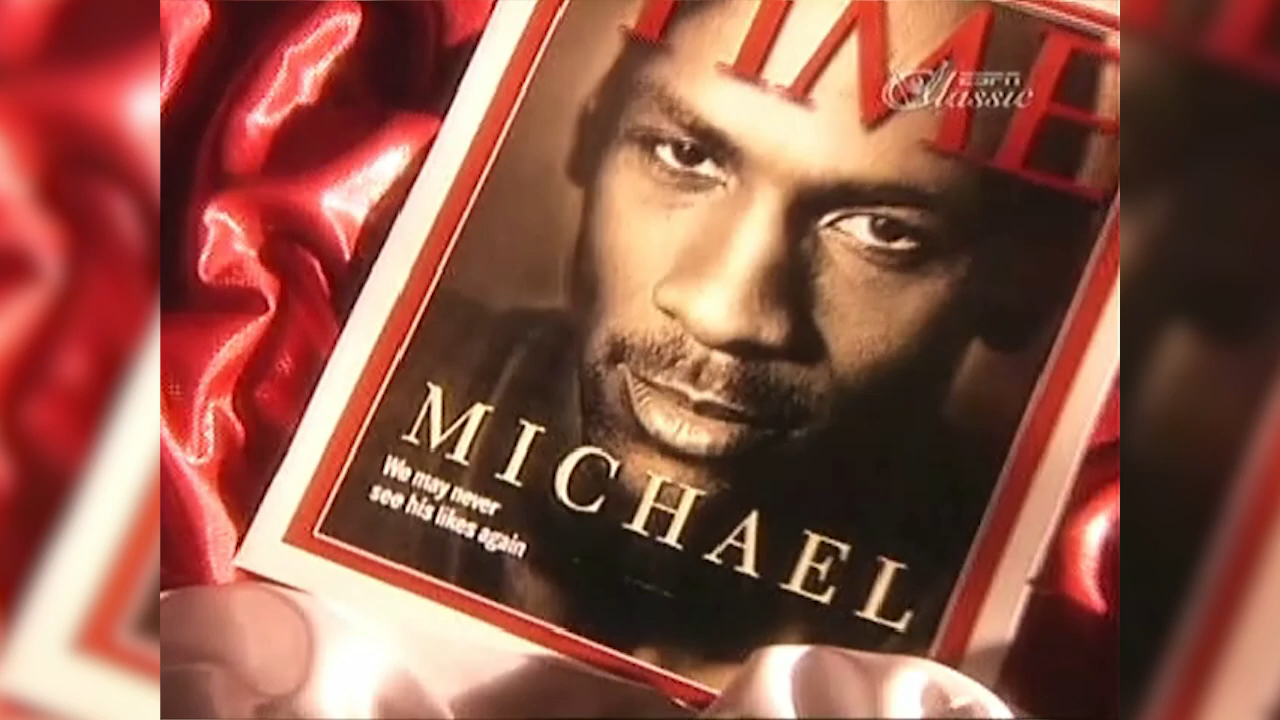 TIME
ESPN
Classic
MICHAEL
We may never
see his likes again